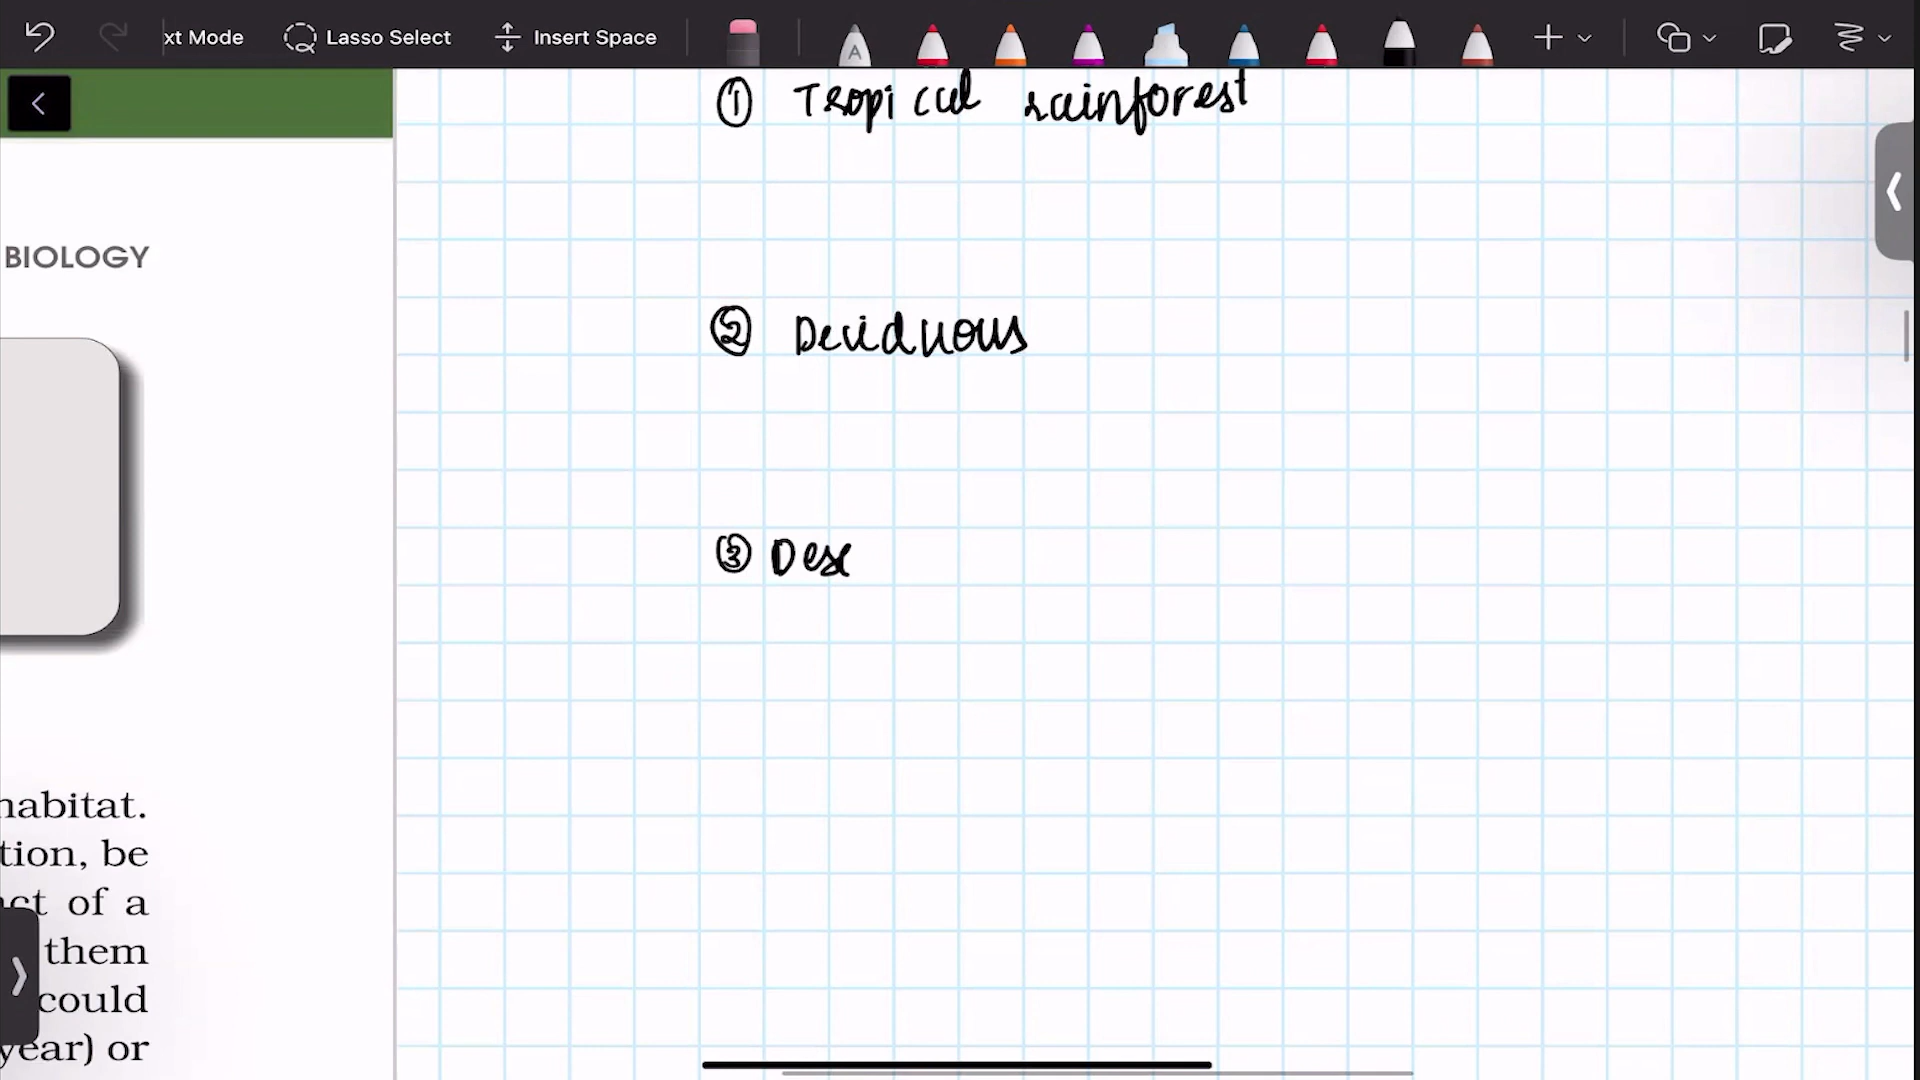 xt Mode Lasso Select Insert Space
A
BIOLOGY
habitat.
tion, be
act of a
them
could
year) or
① Tropical rainforest
② Deciduous
③ Des